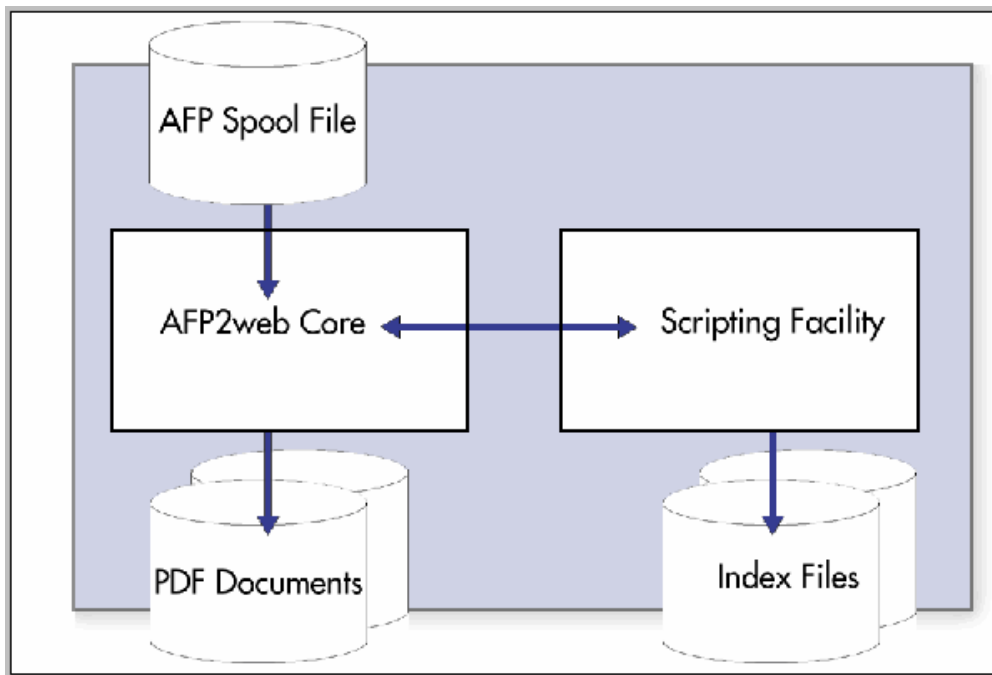 AFP Spool File
AFP2web Core
Scripting Facility
PDF Documents
Index Files